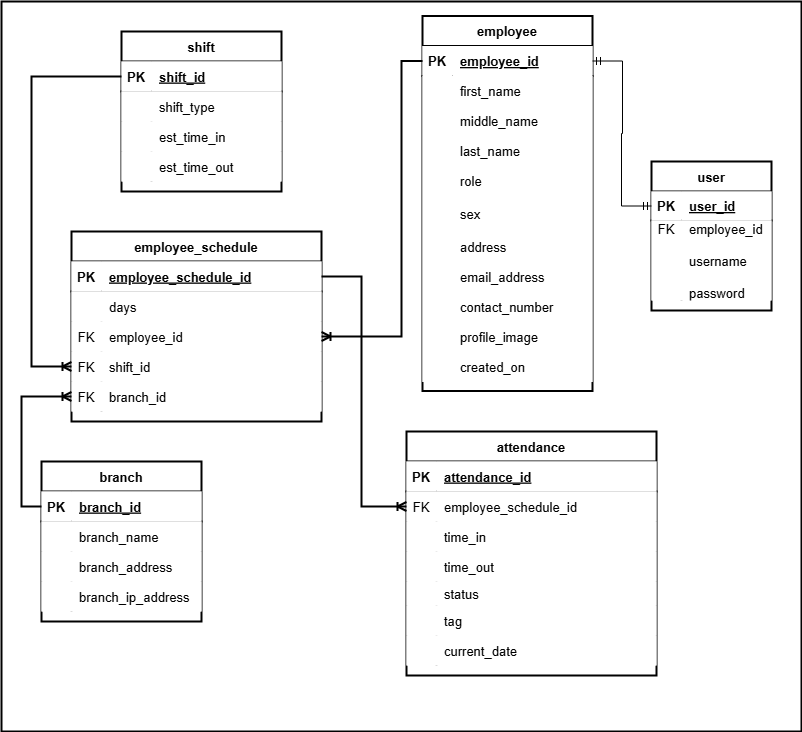 shift
PK shift_id
shift_type
est_time_in
est_time_out
employee
PK employee_id
first_name
middle_name
last_name
role
sex
address
email_address
contact_number
profile_image
created_on
user
PK user_id
FK employee_id
username
password
employee_schedule
PK employee_schedule_id
days
FK employee_id
FK shift_id
FK branch_id
branch
PK branch_id
branch_name
branch_address
branch_ip_address
attendance
PK attendance_id
FK employee_schedule_id
time_in
time_out
status
tag
current_date